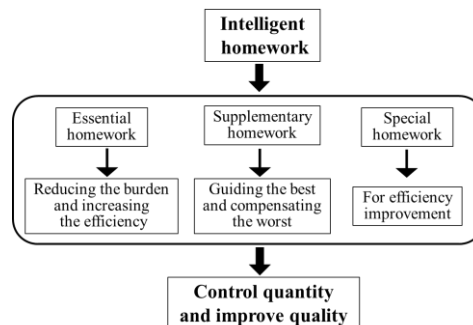 Intelligent
homework
Essential
homework
Supplementary
homework
Special
homework
Reducing the burden
and increasing
the efficiency
Guiding the best
and compensating
the worst
For efficiency
improvement
Control quantity
and improve quality